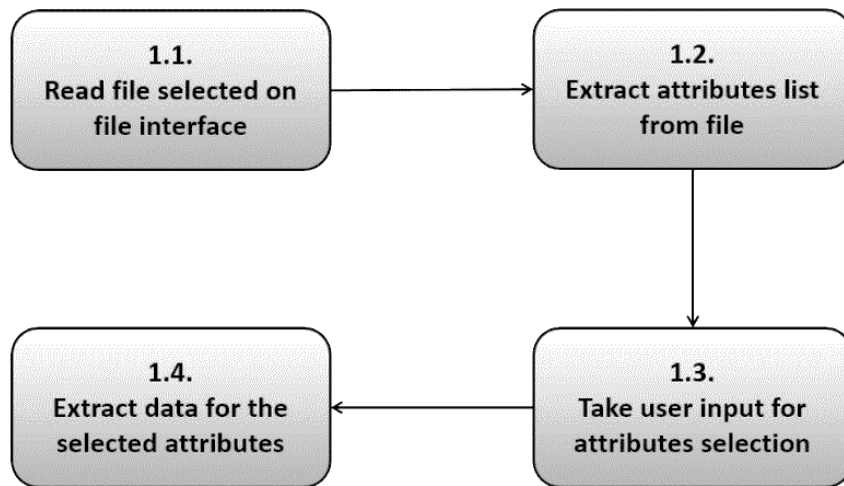 1.1.
Read file selected on
file interface
1.2.
Extract attributes list
from file
1.3.
Take user input for
attributes selection
1.4.
Extract data for the
selected attributes